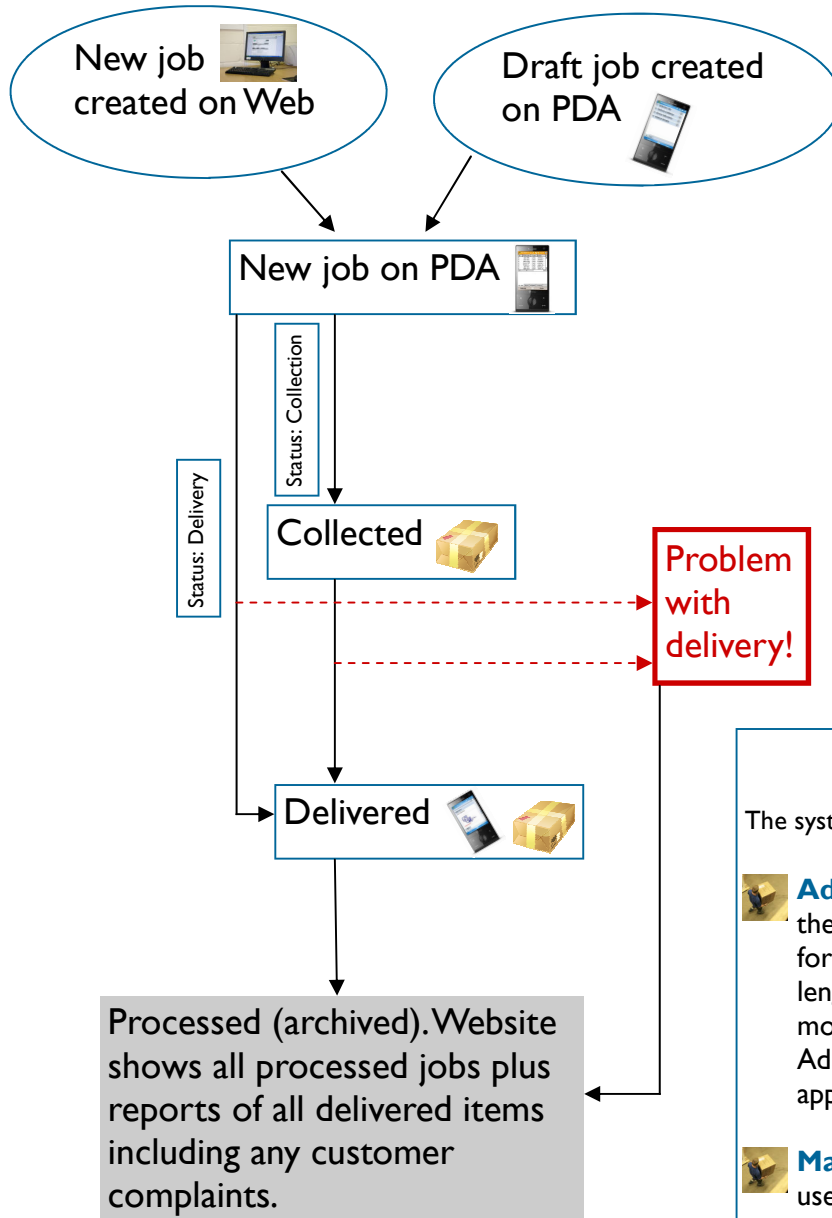 New job
created on Web
Draft job created
on PDA
New job on PDA
Status: Collection
Status: Delivery
Collected
Problem
with
delivery!
Delivered
Processed (archived). Website
shows all processed jobs plus
reports of all delivered items
including any customer
complaints.
The syst
Ad
the
for
len
mo
Ad
app
Ma
use